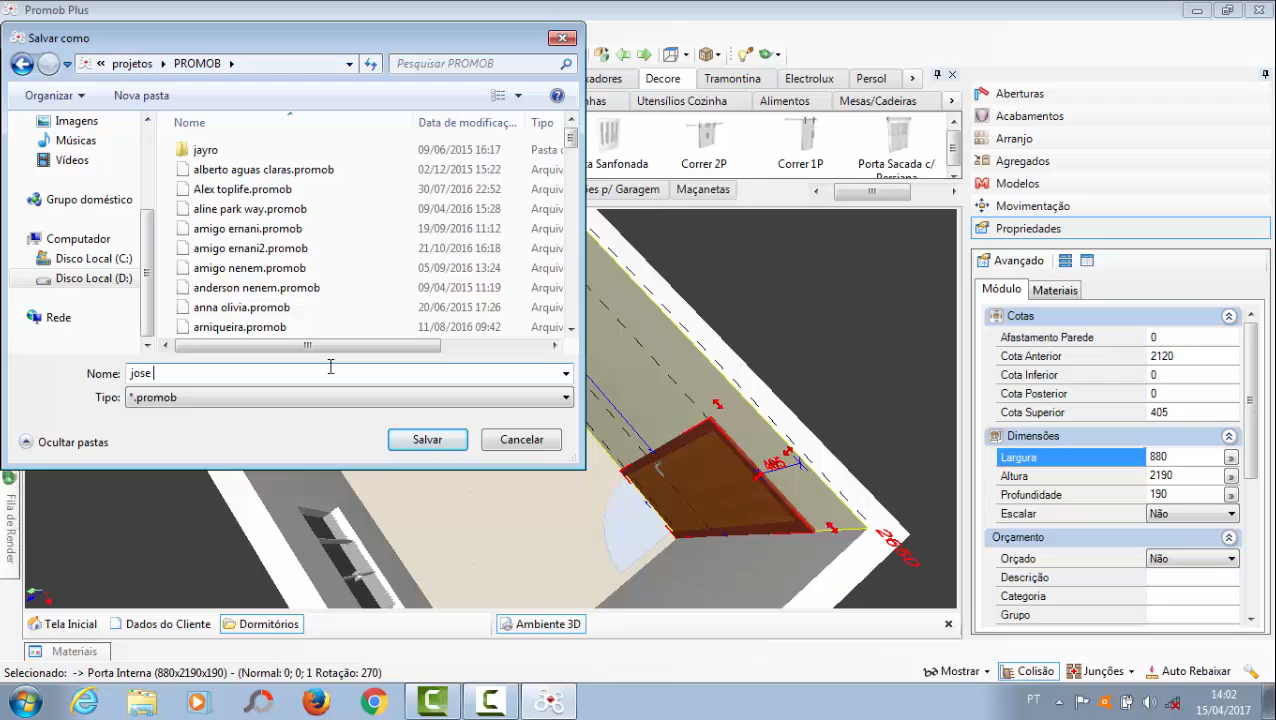 Promob Plus
Salvar como
« projetos PROMOB
Pesquisar PROMOB
Organizar
Nova pasta
Imagens
Músicas
Vídeos
Grupo doméstico
Computador
Disco Local (C:)
Disco Local (D:)
Rede
Nome Data de modificaç... Tipo
jayro 09/06/2015 16:17 Pasta c
alberto aguas claras.promob 02/12/2015 15:22 Arquiv
Alex toplife.promob 30/07/2016 22:52 Arquiv
aline park way.promob 09/04/2016 15:28 Arquiv
amigo ernani.promob 19/09/2016 11:12 Arquiv
amigo ernani2.promob 21/10/2016 16:18 Arquiv
amigo nenem.promob 05/09/2016 13:24 Arquiv
anderson nenem.promob 09/04/2016 11:19 Arquiv
anna olivia.promob 20/06/2015 17:26 Arquiv
arniqueira.promob 11/08/2016 09:42 Arquiv
Nome: jose
Tipo: *.promob
Ocultar pastas
Salvar
Cancelar
cadores Decore Tramontina Electrolux Persol
nhas Utensílios Cozinha Alimentos Mesas/Cadeiras
Sanfonada Correr 2P Correr 1P Porta Sacada c/
Persiana
es p/ Garagem Maçanetas
405
2660
Aberturas
Acabamentos
Arranjo
Agregados
Modelos
Movimentação
Propriedades
Avançado
Módulo Materiais
Cotas
Afastamento Parede 0
Cota Anterior 2120
Cota Inferior 0
Cota Posterior 0
Cota Superior 405
Dimensões
Largura 880
Altura 2190
Profundidade 190
Escalar Não
Orçamento
Orçado Não
Descrição
Categoria
Grupo
Fila de Render
Tela Inicial Dados do Cliente Dormitórios Ambiente 3D
Materiais
Selecionado: -> Porta Interna (880x2190x190) - (Normal: 0; 0; 1 Rotação: 270)
Mostrar Colisão Junções Auto Rebaixar
PT
14:02
15/04/2017